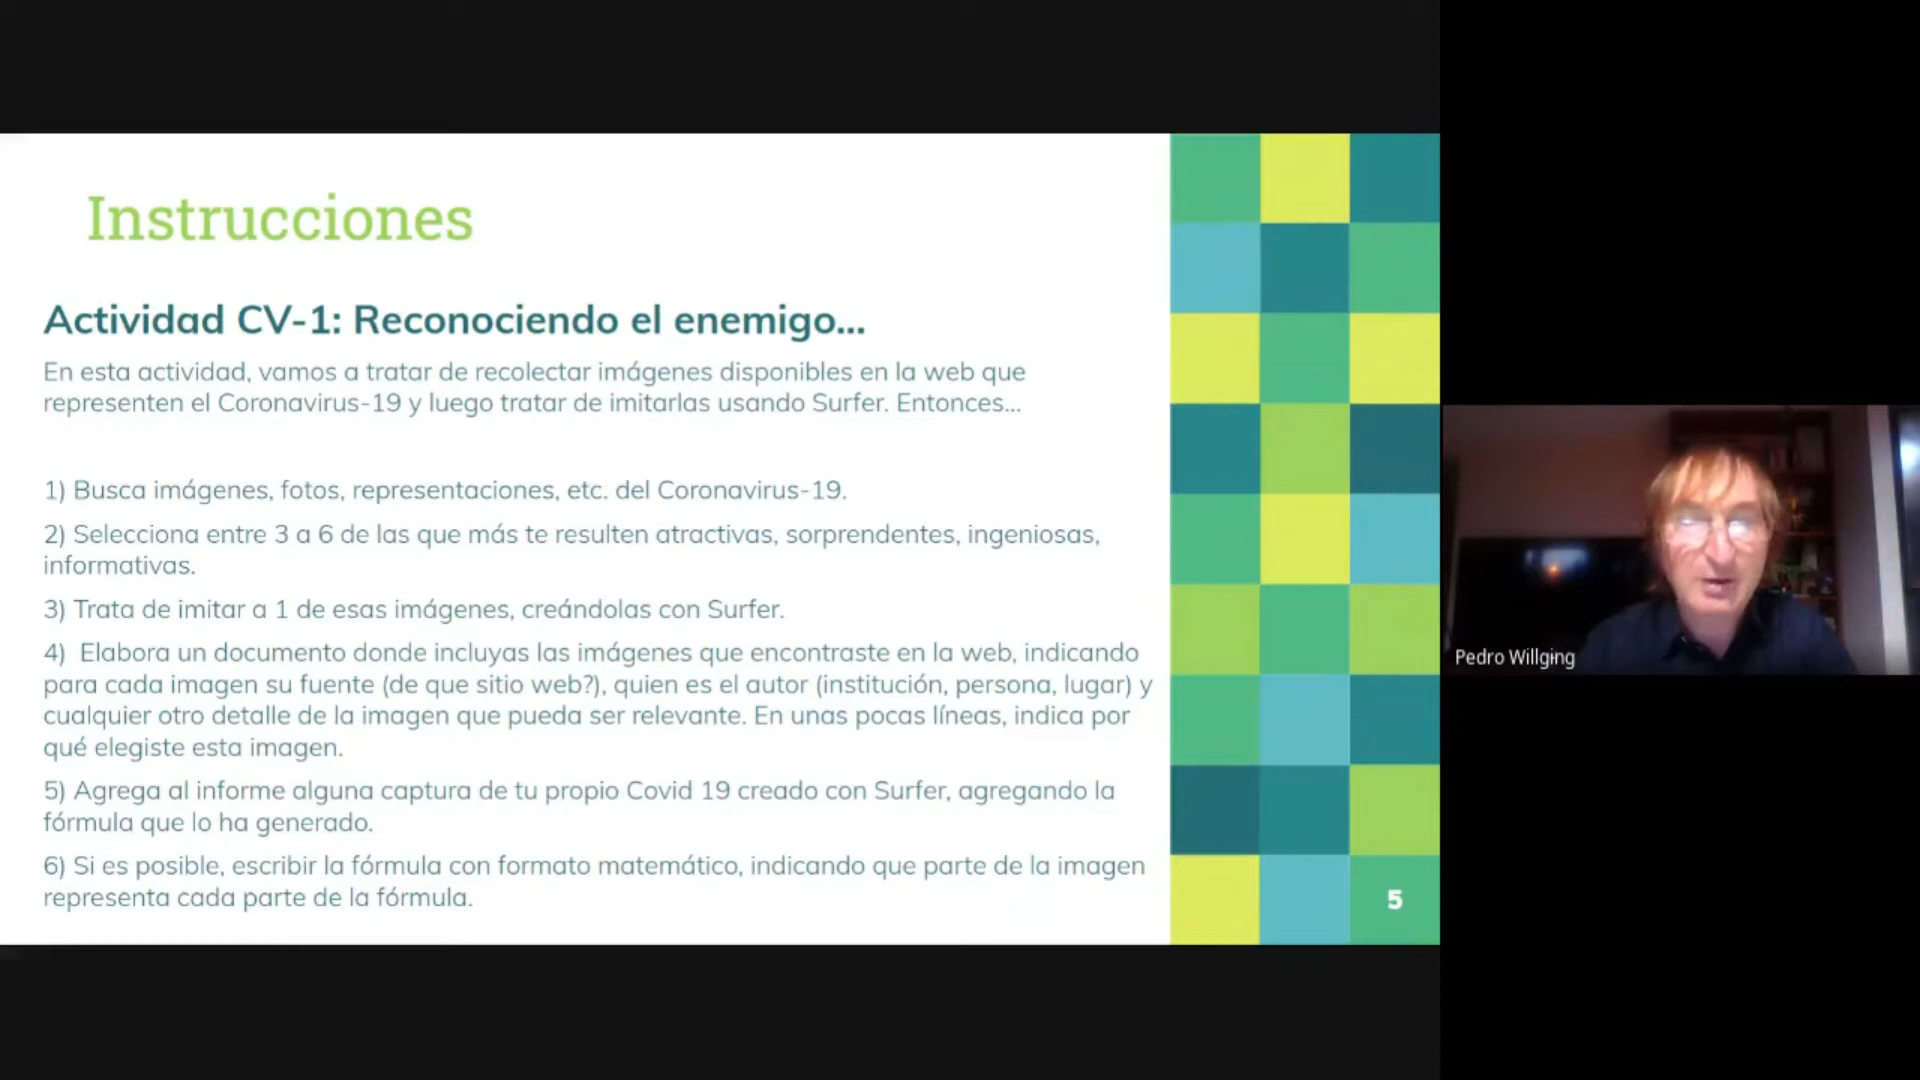 Instrucciones
Actividad CV-1: Reconociendo el enemigo...
En esta actividad, vamos a tratar de recolectar imágenes disponibles en la web que
representen el Coronavirus-19 y luego tratar de imitarlas usando Surfer. Entonces...
1) Busca imágenes, fotos, representaciones, etc. del Coronavirus-19.
2) Selecciona entre 3 a 6 de las que más te resulten atractivas, sorprendentes, ingeniosas,
informativas.
3) Trata de imitar a 1 de esas imágenes, creándolas con Surfer.
4) Elabora un documento donde incluyas las imágenes que encontraste en la web, indicando
para cada imagen su fuente (de que sitio web?), quien es el autor (institución, persona, lugar) y
cualquier otro detalle de la imagen que pueda ser relevante. En unas pocas líneas, indica por
qué elegiste esta imagen.
5) Agrega al informe alguna captura de tu propio Covid 19 creado con Surfer, agregando la
fórmula que lo ha generado.
6) Si es posible, escribir la fórmula con formato matemático, indicando que parte de la imagen
representa cada parte de la fórmula.
5
Pedro Willging